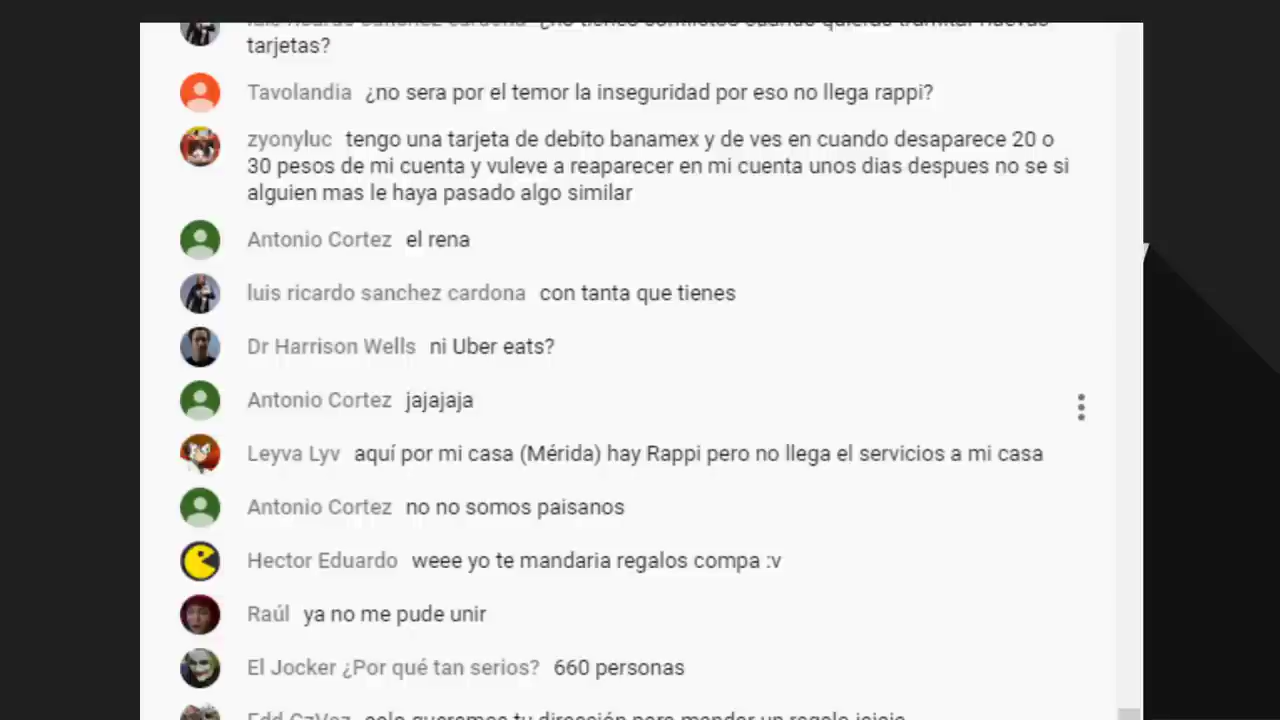 tarjetas?
Tavolandia ¿no sera por el temor la inseguridad por eso no llega rappi?
zyonyluc tengo una tarjeta de debito banamex y de ves en cuando desaparece 20 o
30 pesos de mi cuenta y vuleve a reaparecer en mi cuenta unos dias despues no se si
alguien mas le haya pasado algo similar
Antonio Cortez el rena
luis ricardo sanchez cardona con tanta que tienes
Dr Harrison Wells ni Uber eats?
Antonio Cortez jajajaja
Leyva Lyv aquí por mi casa (Mérida) hay Rappi pero no llega el servicios a mi casa
Antonio Cortez no no somos paisanos
Hector Eduardo weee yo te mandaria regalos compa :v
Raúl ya no me pude unir
El Jocker ¿Por qué tan serios? 660 personas